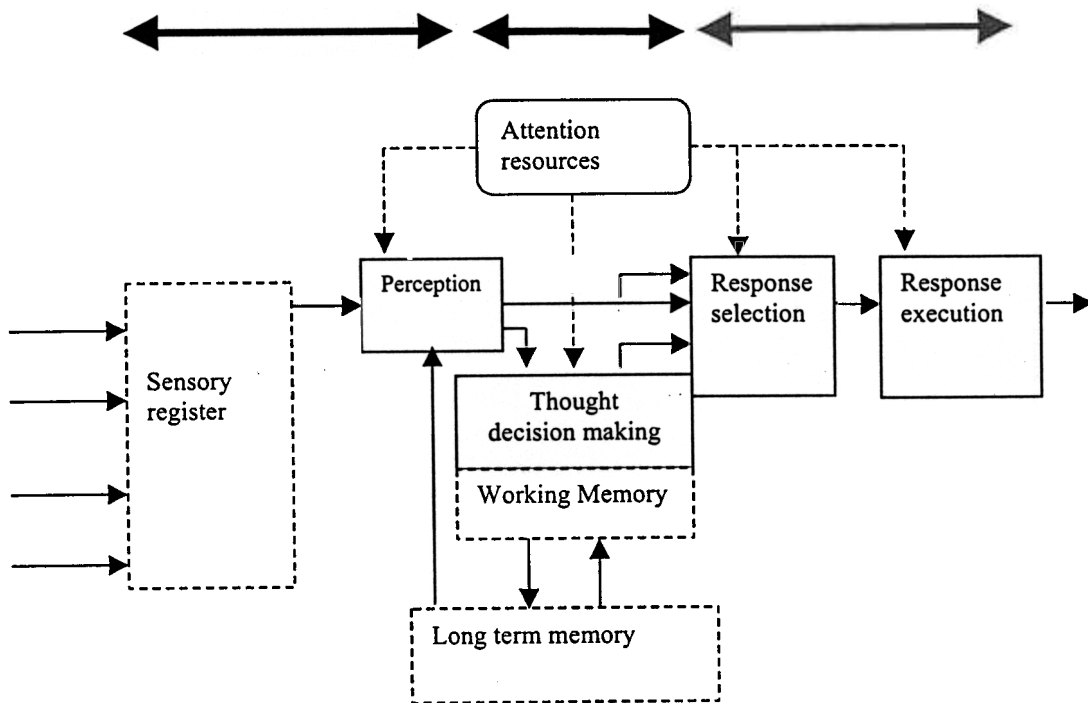 Attention
resources
Perception
Response
selection
Response
execution
Sensory
register
Thought
decision making
Working Memory
Long term memory